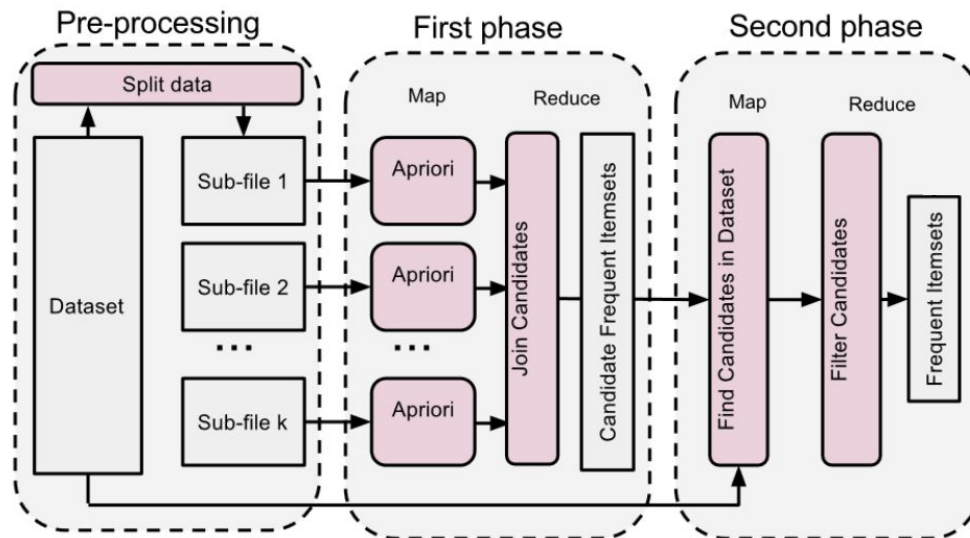 Pre-processing
First phase
Second phase
Split data
Dataset
Sub-file 1
Sub-file 2
...
Sub-file k
Map
Reduce
Apriori
Apriori
...
Apriori
Join Candidates
Candidate Frequent Itemsets
Map
Reduce
Find Candidates in Dataset
Filter Candidates
Frequent Itemsets